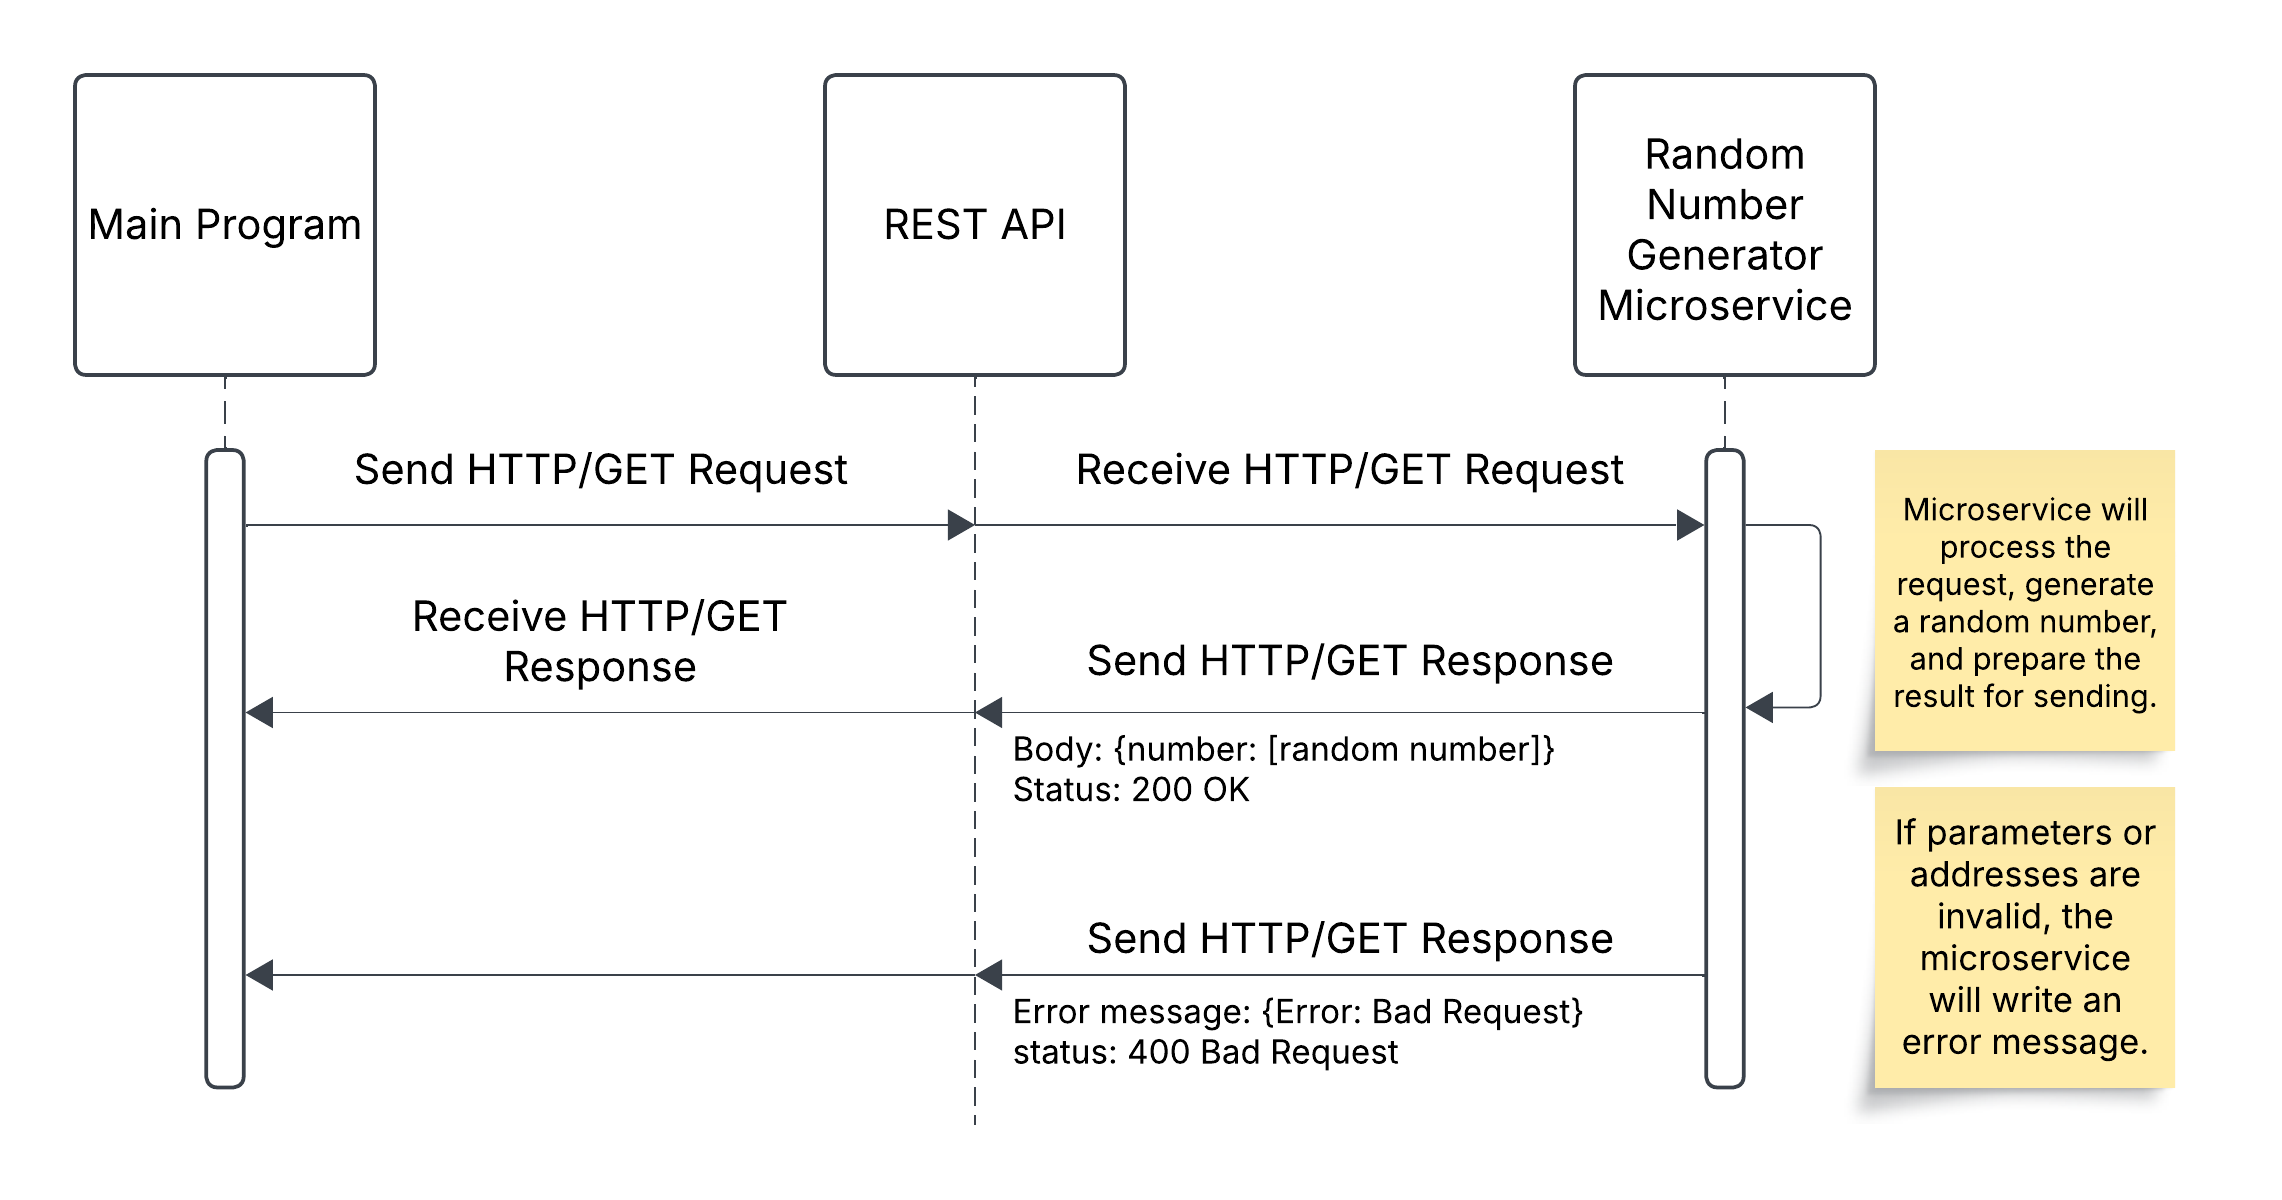 Main Program
REST API
Random
Number
Generator
Microservice
Send HTTP/GET Request
Receive HTTP/GET Request
Microservice will
process the
request, generate
a random number,
and prepare the
result for sending.
Receive HTTP/GET
Response
Send HTTP/GET Response
Body: {number: [random number]}
Status: 200 OK
If parameters or
addresses are
invalid, the
microservice
will write an
error message.
Send HTTP/GET Response
Error message: {Error: Bad Request}
status: 400 Bad Request